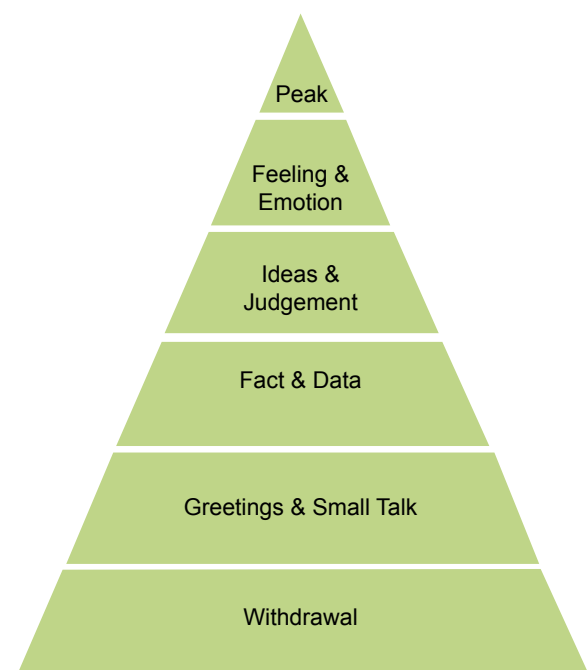 Peak
Feeling &
Emotion
Ideas &
Judgement
Fact & Data
Greetings & Small Talk
Withdrawal